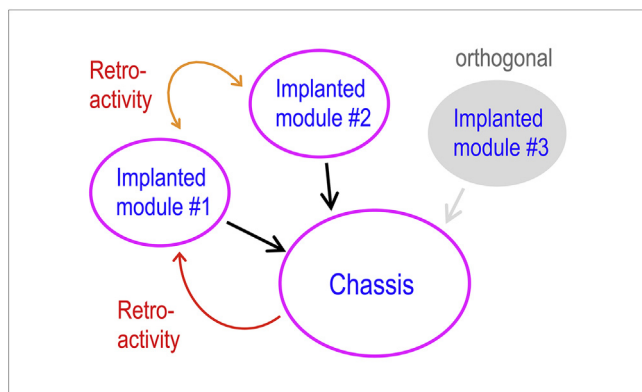 Retro-
activity
Implanted
module #2
orthogonal
Implanted
module #3
Implanted
module #1
Chassis
Retro-
activity